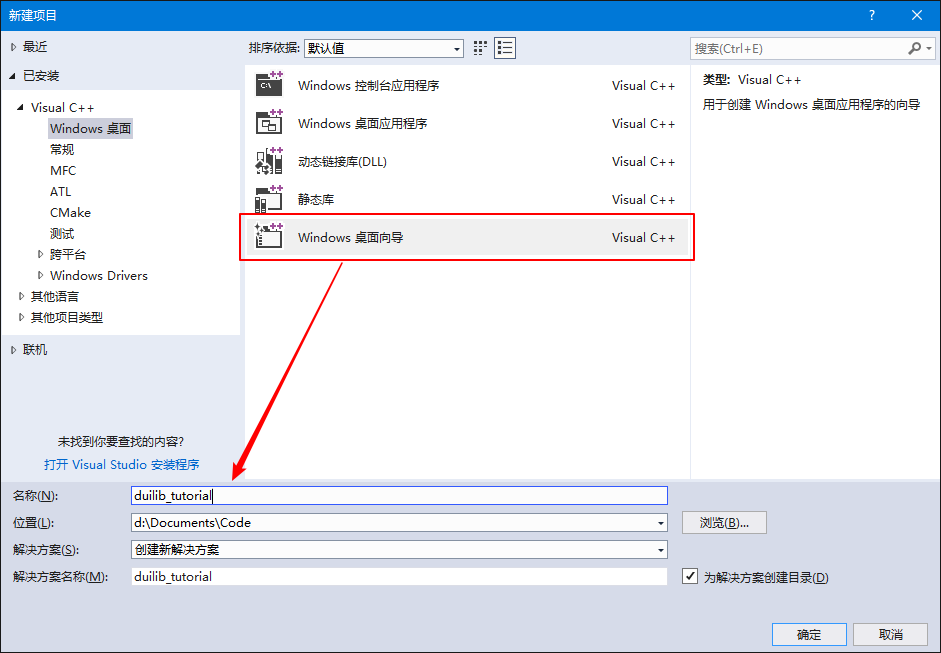 新建项目
?
最近
已安装
Visual C++
Windows 桌面
常规
MFC
ATL
CMake
测试
跨平台
Windows Drivers
其他语言
其他项目类型
联机
未找到你要查找的内容?
打开 Visual Studio 安装程序
排序依据: 默认值
Windows 控制台应用程序 Visual C++
Windows 桌面应用程序 Visual C++
动态链接库(DLL) Visual C++
静态库 Visual C++
Windows 桌面向导 Visual C++
搜索(Ctrl+E)
类型: Visual C++
用于创建 Windows 桌面应用程序的向导
名称(N): duilib_tutorial
位置(L): d:\Documents\Code 浏览(B)...
解决方案(S): 创建新解决方案
解决方案名称(M): duilib_tutorial 为解决方案创建目录(D)
确定 取消